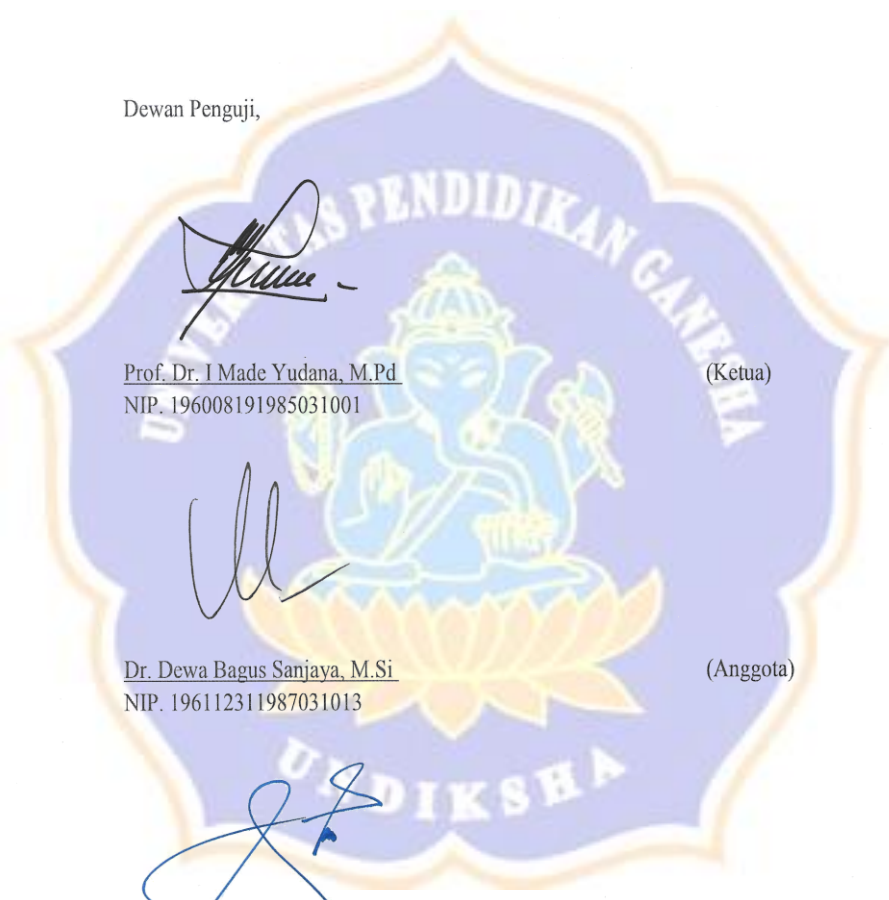 Dewan Penguji,
UNIVERSITAS PENDIDIKAN GANESHA
Prof. Dr. I Made Yudana, M.Pd (Ketua)
NIP. 196008191985031001
Dr. Dewa Bagus Sanjaya, M.Si (Anggota)
NIP. 196112311987031013
UNDIKSHA